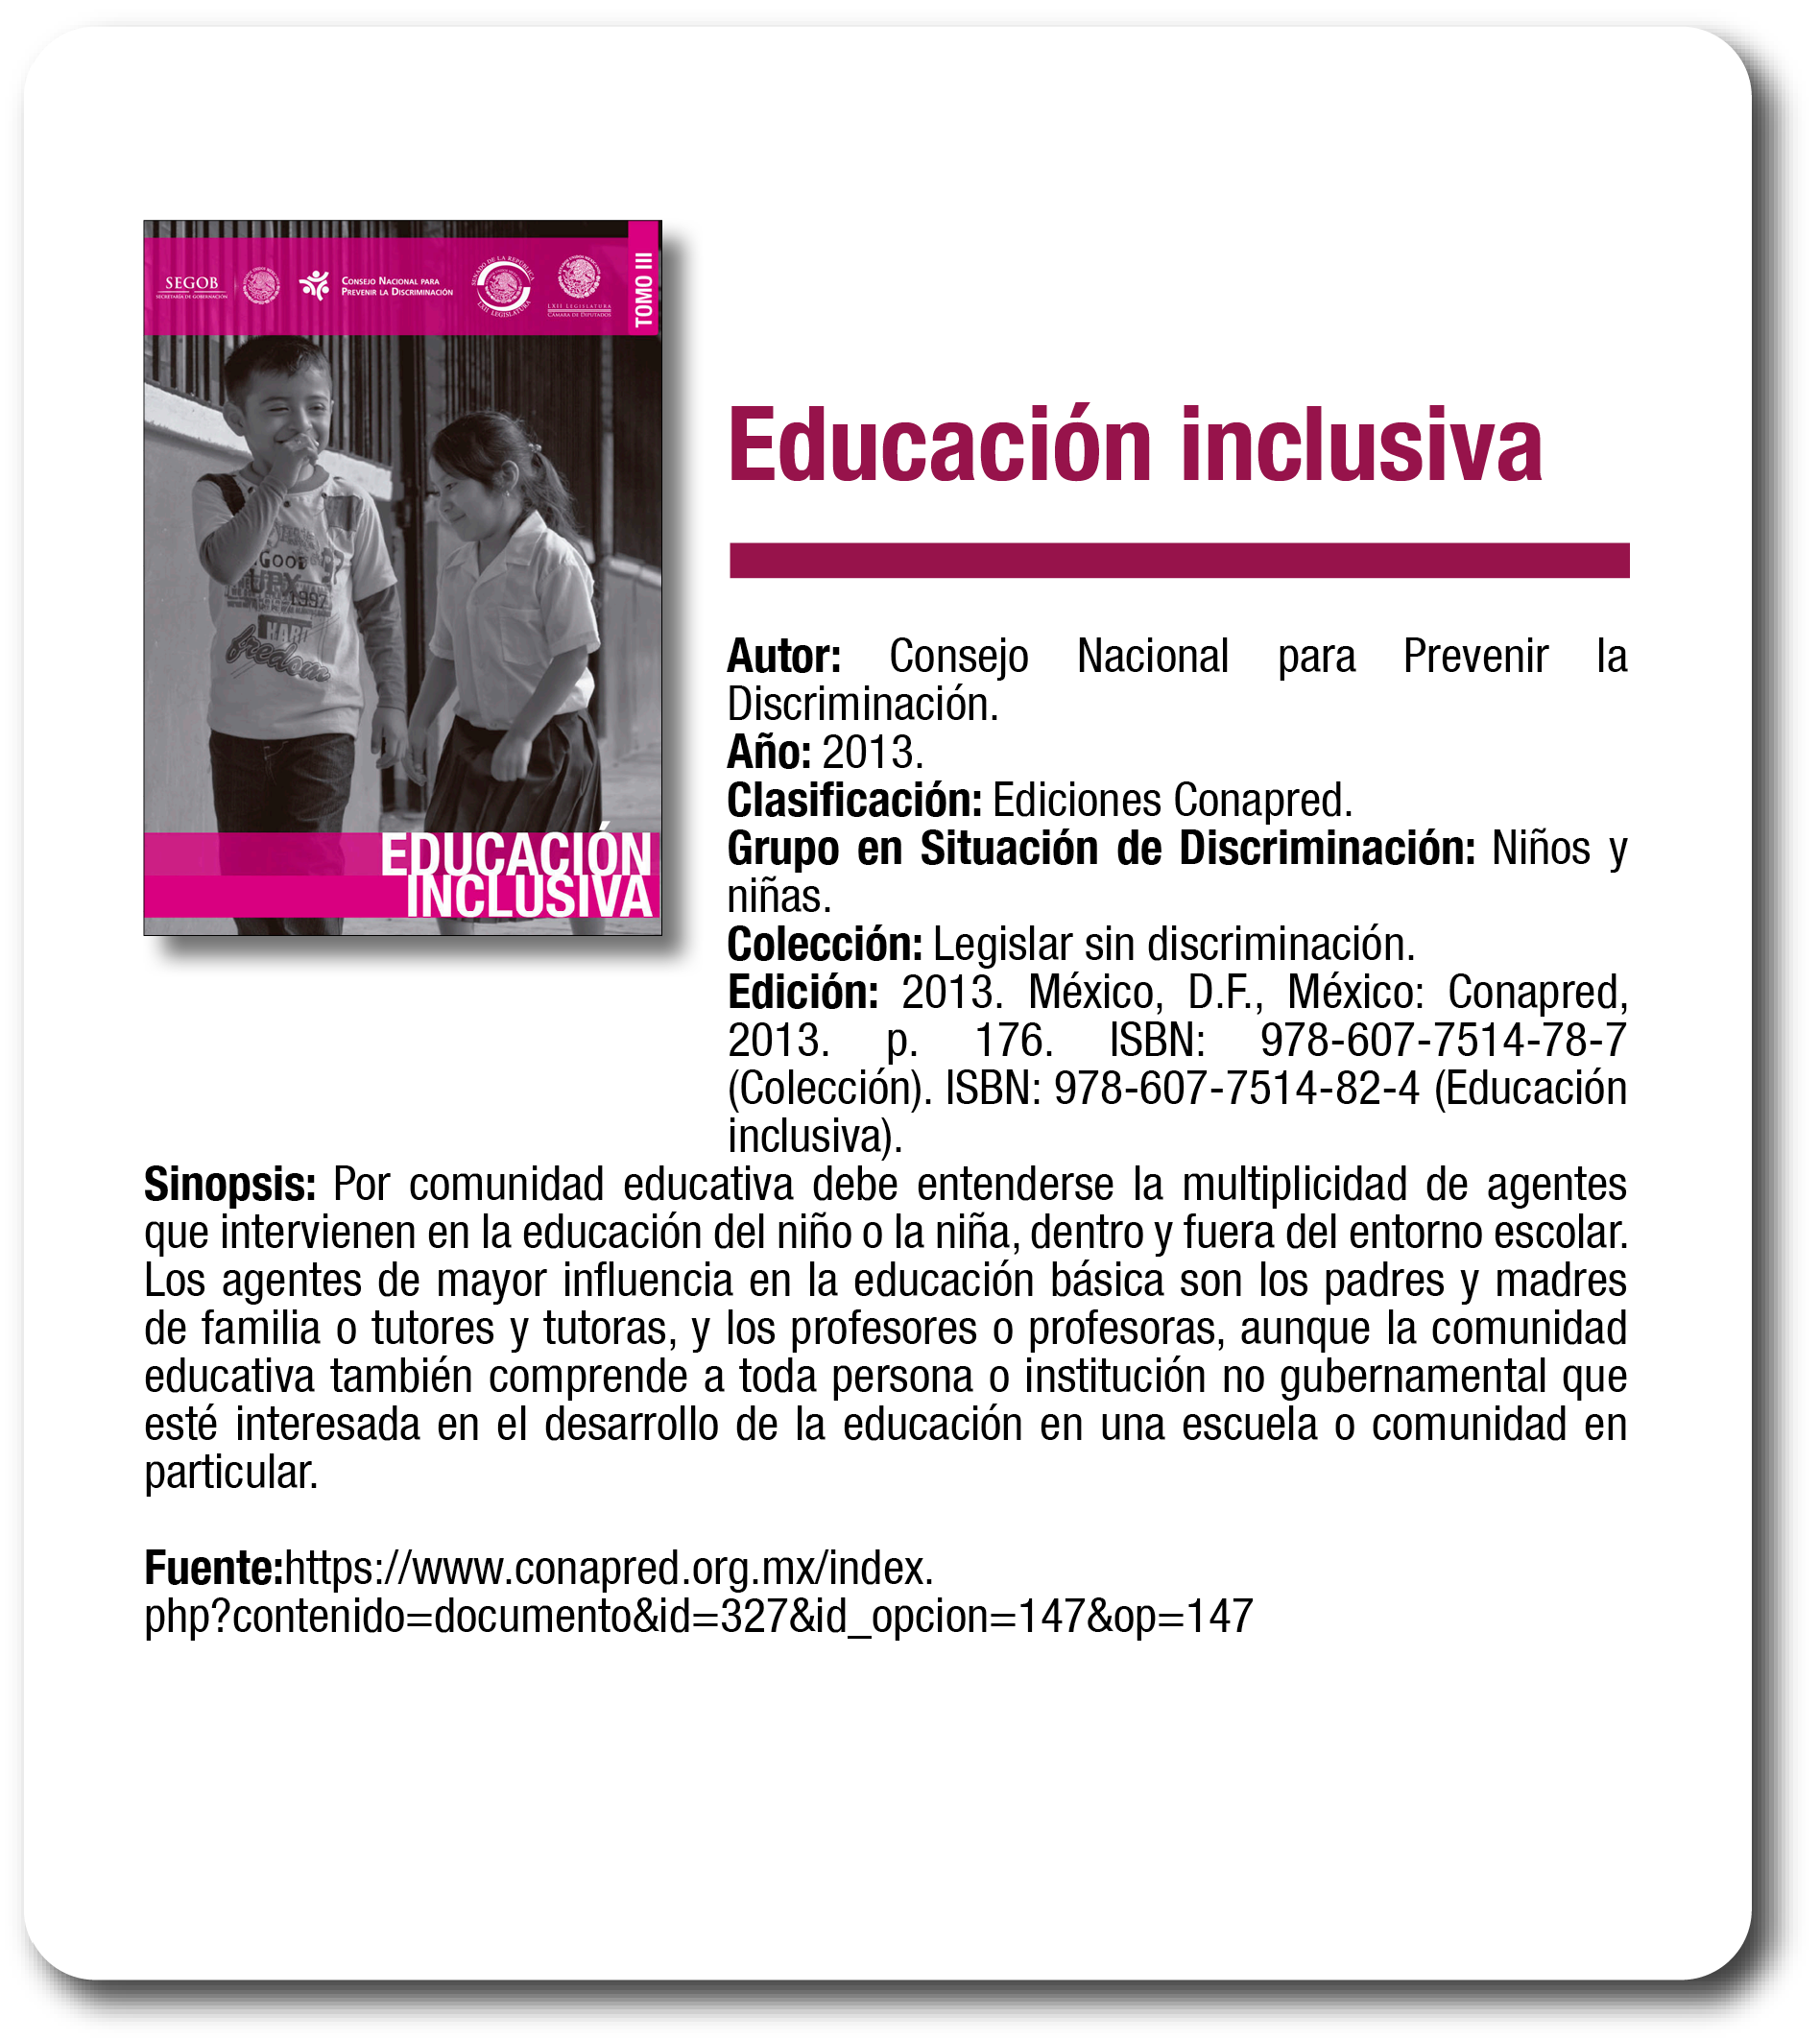 SEGOB
SECRETARÍA DE GOBERNACIÓN
CONSEJO NACIONAL PARA
PREVENIR LA DISCRIMINACIÓN
SENADO DE LA REPÚBLICA
LXII LEGISLATURA
LXII LEGISLATURA
CÁMARA DE DIPUTADOS
TOMO III
GOOD
1997
HARD
freedom
EDUCACIÓN
INCLUSIVA
Educación inclusiva
Autor: Consejo Nacional para Prevenir la
Discriminación.
Año: 2013.
Clasificación: Ediciones Conapred.
Grupo en Situación de Discriminación: Niños y
niñas.
Colección: Legislar sin discriminación.
Edición: 2013. México, D.F., México: Conapred,
2013. p. 176. ISBN: 978-607-7514-78-7
(Colección). ISBN: 978-607-7514-82-4 (Educación
inclusiva).
Sinopsis: Por comunidad educativa debe entenderse la multiplicidad de agentes
que intervienen en la educación del niño o la niña, dentro y fuera del entorno escolar.
Los agentes de mayor influencia en la educación básica son los padres y madres
de familia o tutores y tutoras, y los profesores o profesoras, aunque la comunidad
educativa también comprende a toda persona o institución no gubernamental que
esté interesada en el desarrollo de la educación en una escuela o comunidad en
particular.
Fuente:https://www.conapred.org.mx/index.
php?contenido=documento&id=327&id_opcion=147&op=147